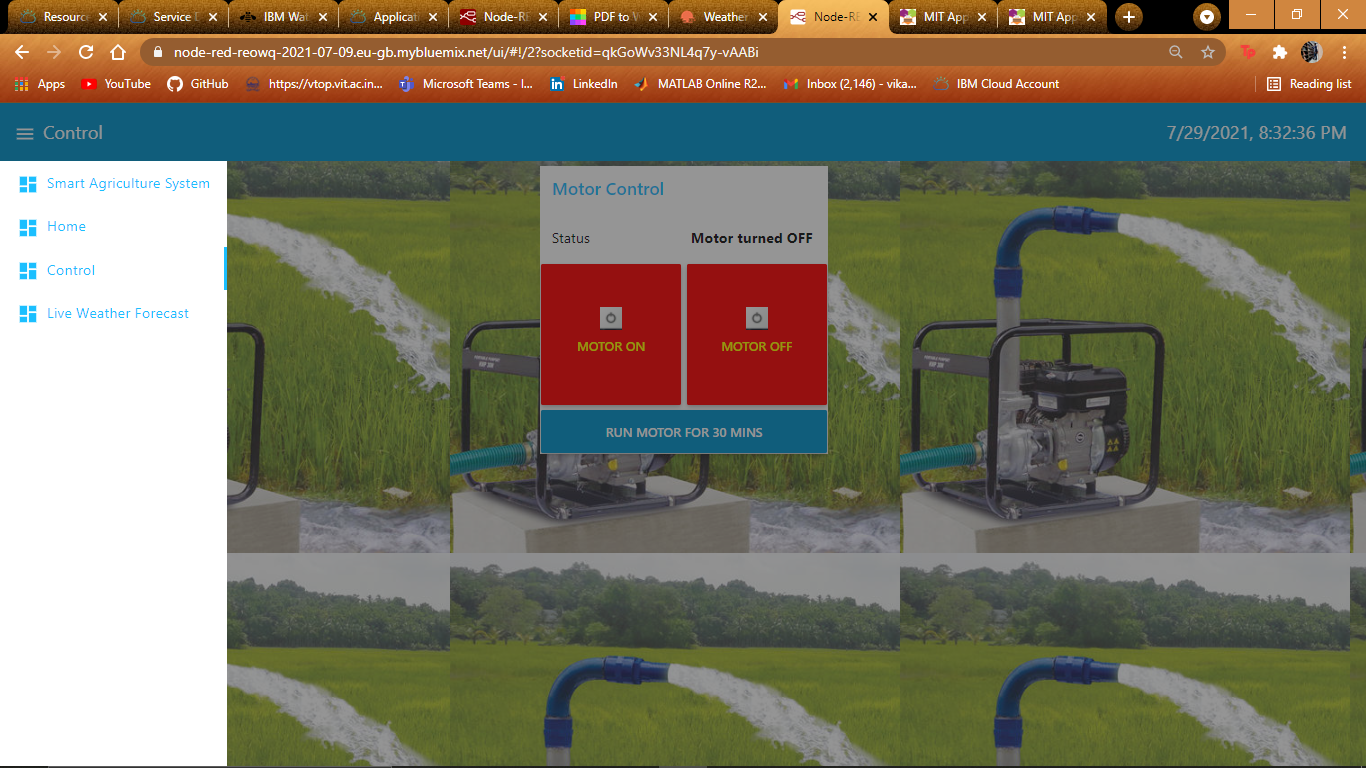 Resource
Service D
IBM Wat
Applicati
Node-RE
PDF to W
Weather
Node-RE
MIT App
MIT App
node-red-reowq-2021-07-09.eu-gb.mybluemix.net/ui/#!/2?socketid=qkGoWv33NL4q7y-vAABi
Apps
YouTube
GitHub
https://vtop.vit.ac.in...
Microsoft Teams - I...
LinkedIn
MATLAB Online R2...
Inbox (2,146) - vika...
IBM Cloud Account
Reading list
Control
7/29/2021, 8:32:36 PM
Smart Agriculture System
Home
Control
Live Weather Forecast
Motor Control
Status
Motor turned OFF
MOTOR ON
MOTOR OFF
RUN MOTOR FOR 30 MINS